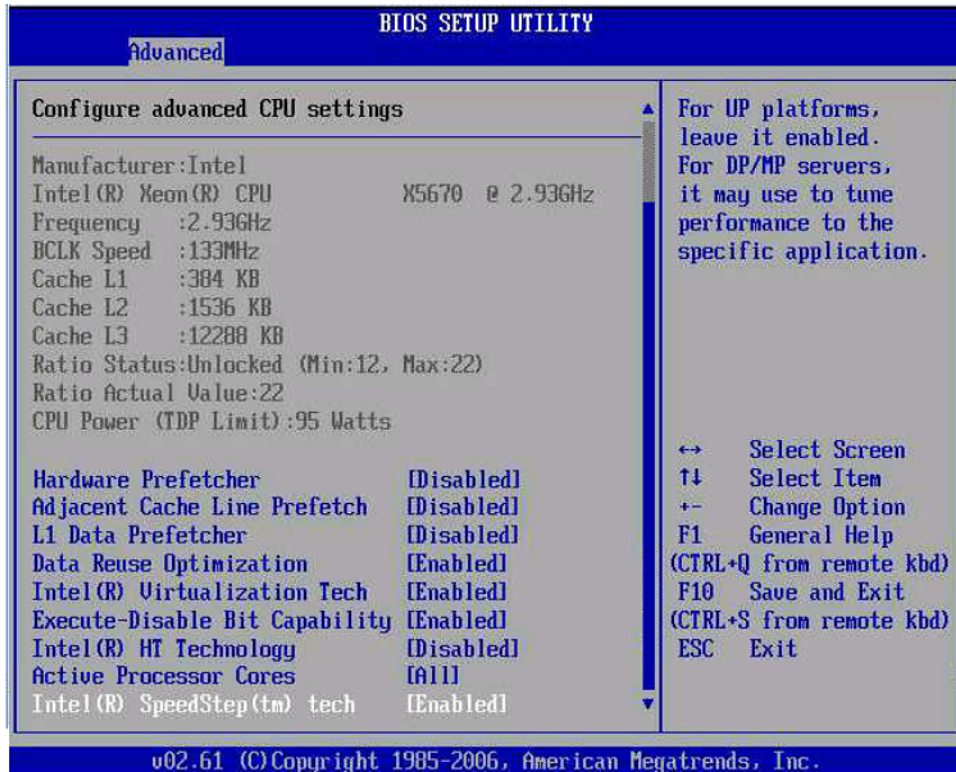 BIOS SETUP UTILITY
Advanced
Configure advanced CPU settings
Manufacturer:Intel
Intel(R) Xeon(R) CPU X5670 @ 2.93GHz
Frequency :2.93GHz
BCLK Speed :133MHz
Cache L1 :384 KB
Cache L2 :1536 KB
Cache L3 :12288 KB
Ratio Status:Unlocked (Min:12, Max:22)
Ratio Actual Value:22
CPU Power (TDP Limit):95 Watts
Hardware Prefetcher [Disabled]
Adjacent Cache Line Prefetch [Disabled]
L1 Data Prefetcher [Disabled]
Data Reuse Optimization [Enabled]
Intel(R) Virtualization Tech [Enabled]
Execute-Disable Bit Capability [Enabled]
Intel(R) HT Technology [Disabled]
Active Processor Cores [All]
Intel(R) SpeedStep(tm) tech [Enabled]
For UP platforms,
leave it enabled.
For DP/MP servers,
it may use to tune
performance to the
specific application.
↔ Select Screen
↑↓ Select Item
+- Change Option
F1 General Help
(CTRL+Q from remote kbd)
F10 Save and Exit
(CTRL+S from remote kbd)
ESC Exit
v02.61 (C)Copyright 1985-2006, American Megatrends, Inc.